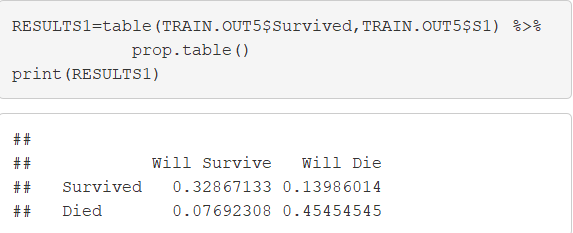 RESULTS1=table(TRAIN.OUT5$Survived,TRAIN.OUT5$S1) %>%
            prop.table()
print(RESULTS1)
##
##            Will Survive   Will Die
##   Survived   0.32867133 0.13986014
##   Died       0.07692308 0.45454545